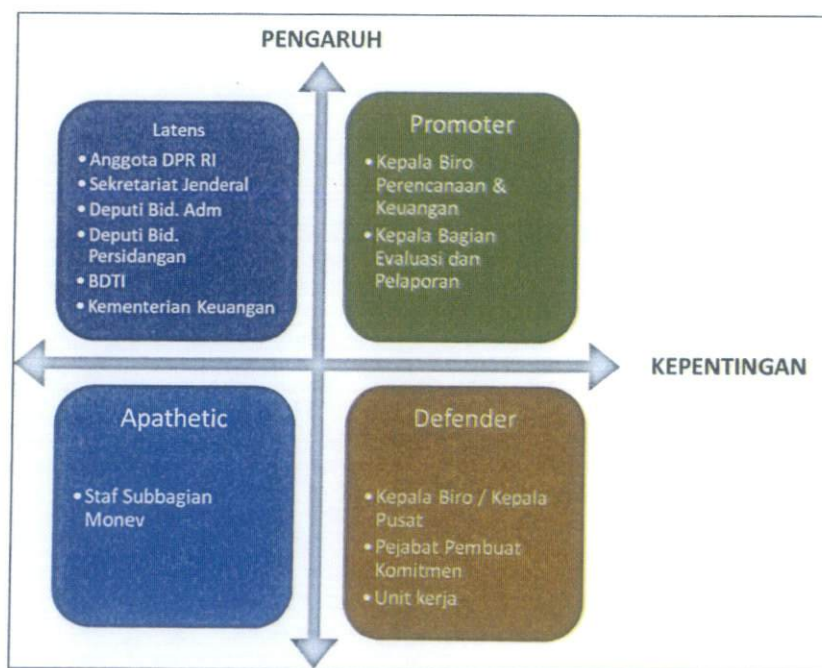 PENGARUH
Latens
• Anggota DPR RI
• Sekretariat Jenderal
• Deputi Bid. Adm
• Deputi Bid.
Persidangan
• BDTI
• Kementerian Keuangan
Promoter
• Kepala Biro
Perencanaan &
Keuangan
• Kepala Bagian
Evaluasi dan
Pelaporan
KEPENTINGAN
Apathetic
• Staf Subbagian
Monev
Defender
• Kepala Biro / Kepala
Pusat
• Pejabat Pembuat
Komitmen
• Unit kerja